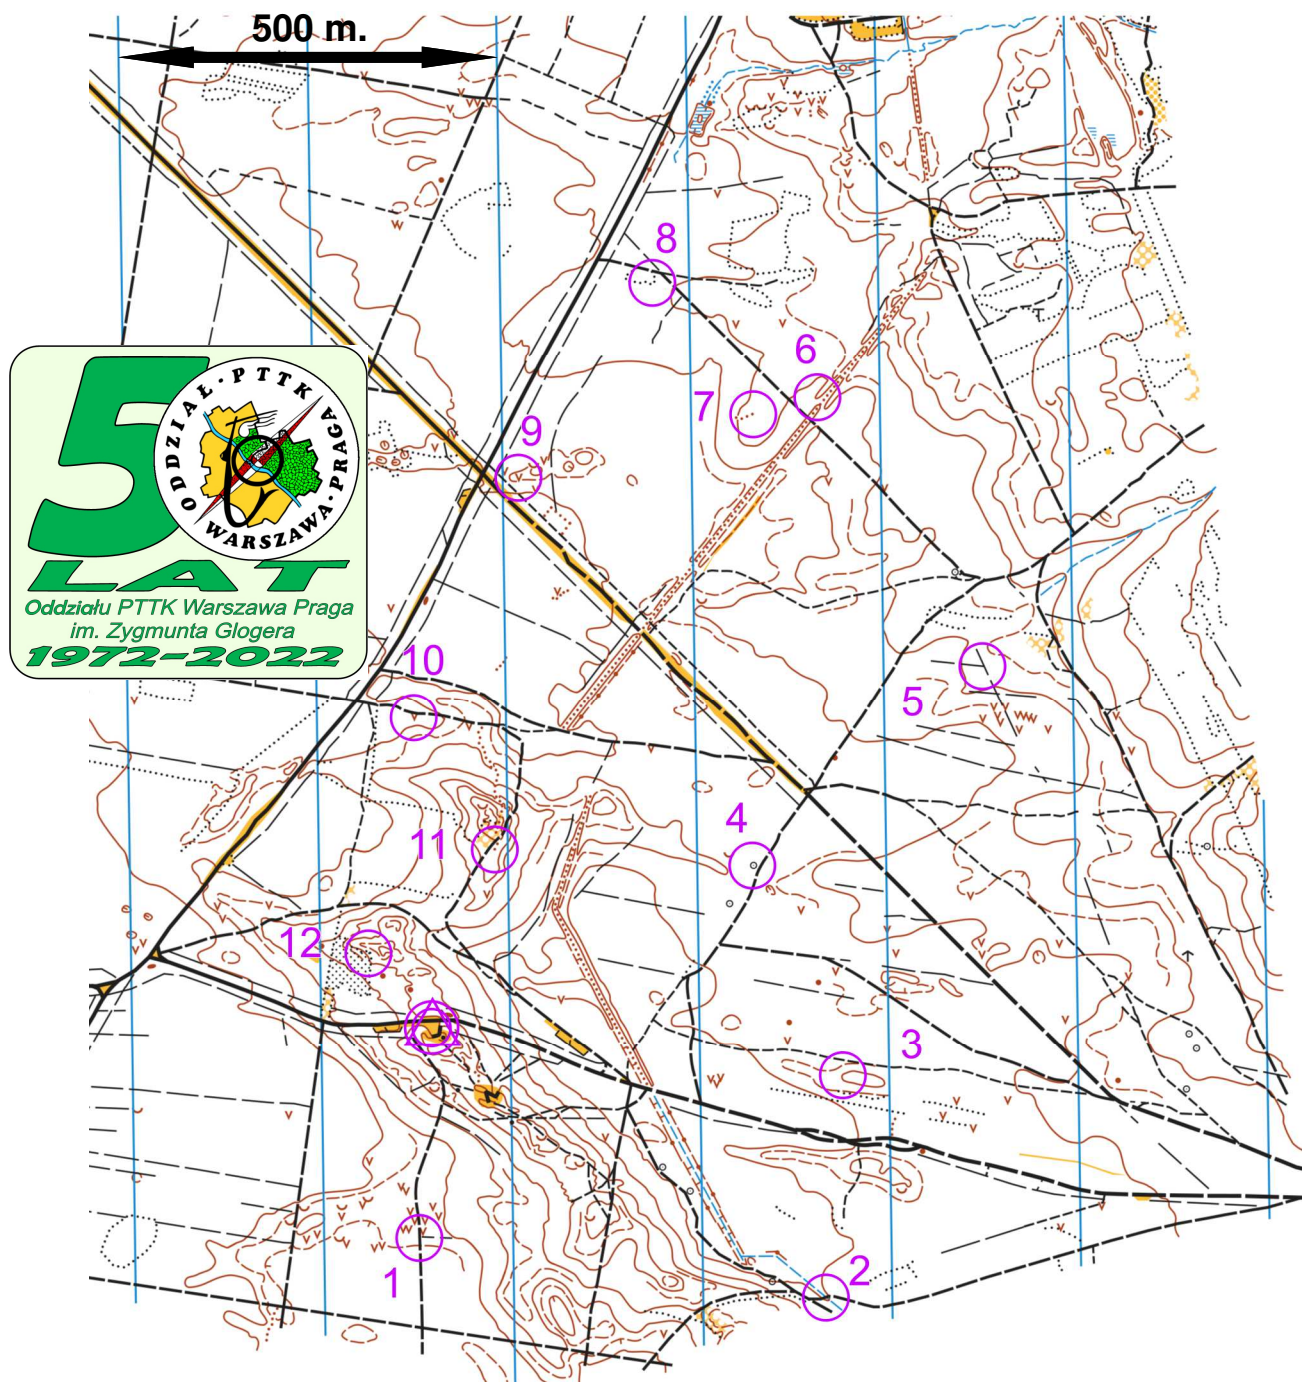 500 m.
8
6
7
9
50
ODDZIAŁ · PTTK
WARSZAWA · PRAGA
LAT
Oddziału PTTK Warszawa Praga
im. Zygmunta Glogera
1972-2022
10
5
4
11
12
3
2
1